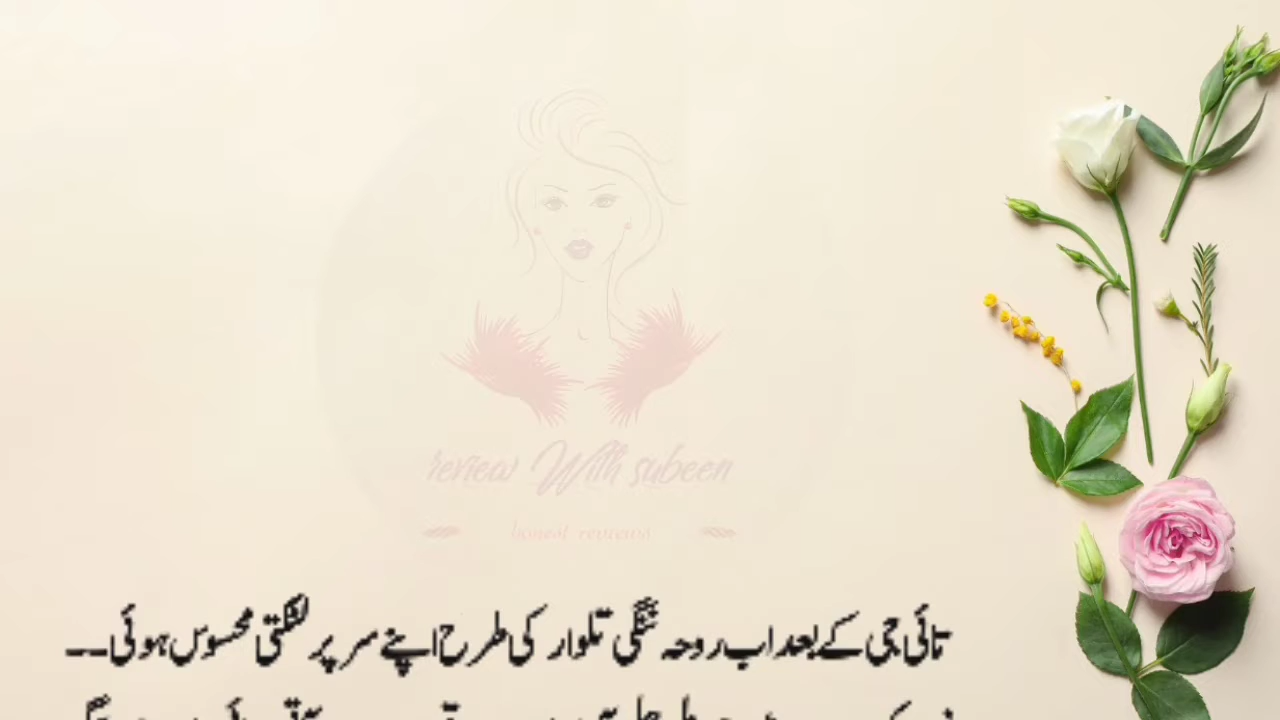 review With subeen
honest reviews
تائی جی کے بعد اب روحہ ننگی تلوار کی طرح اپنے سر پر لٹکتی محسوس ہوئی۔۔